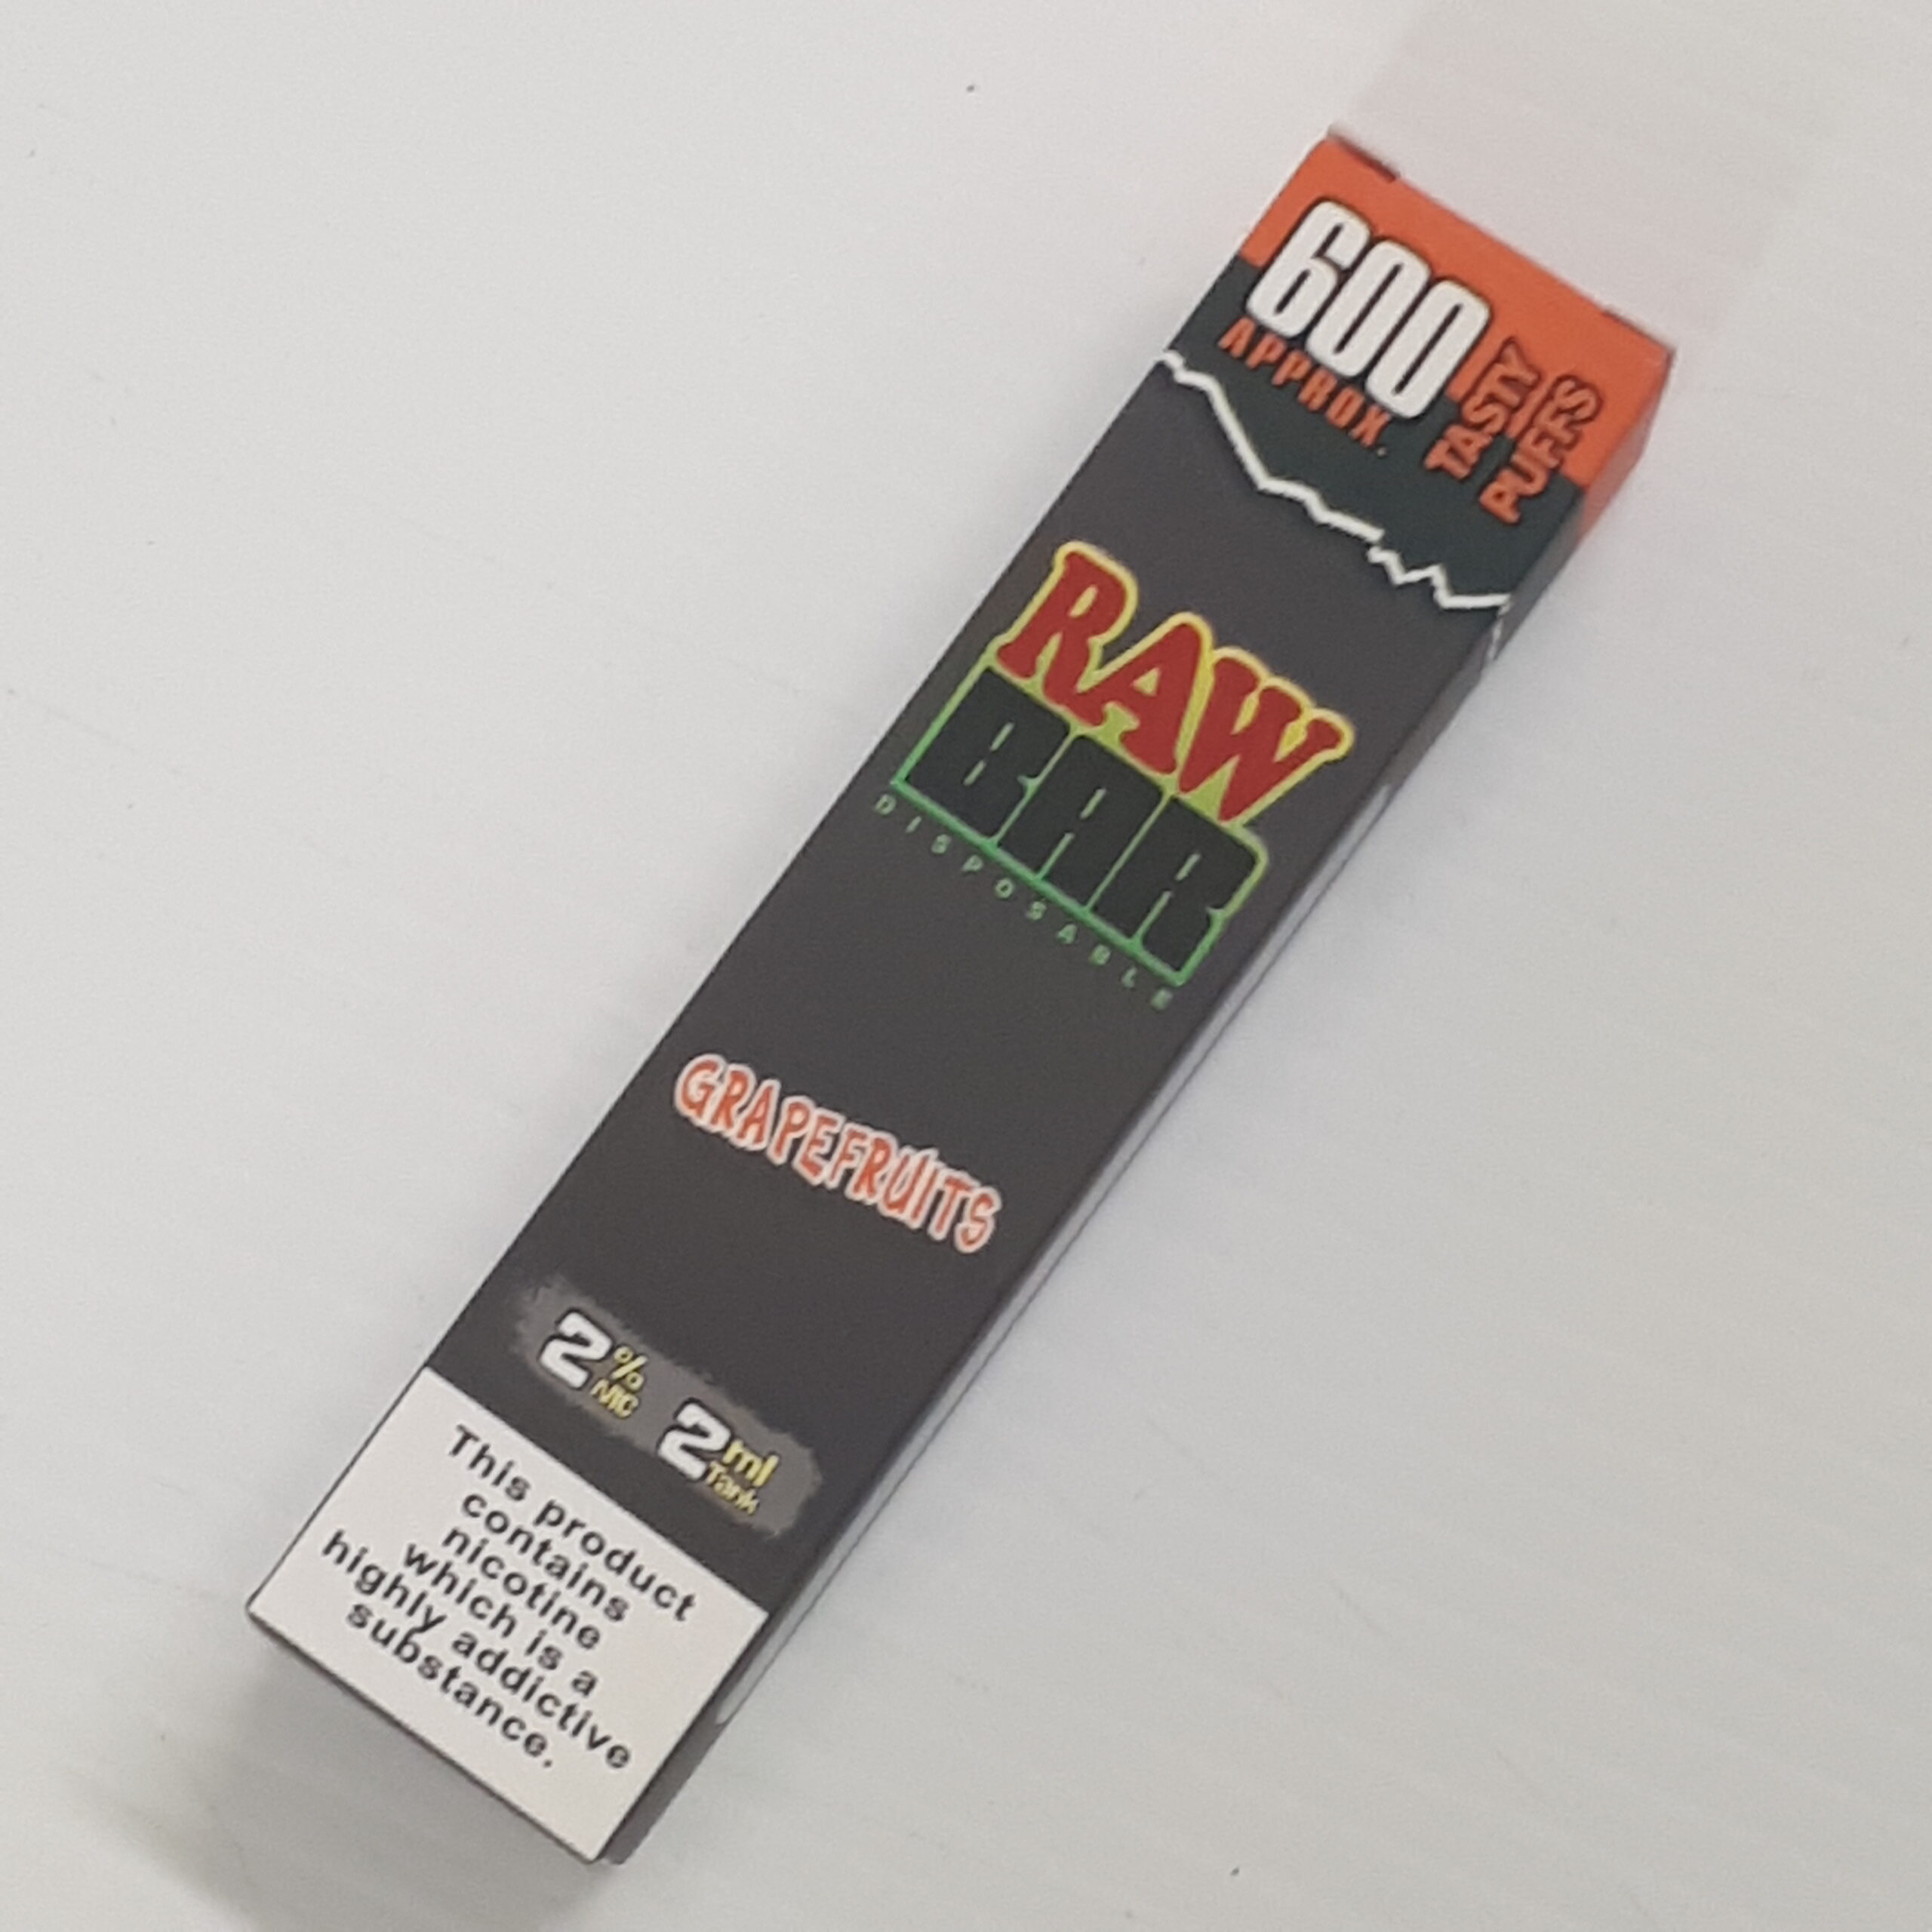 600
APPROX.
TASTY
PUFFS
RAW
BAR
DISPOSABLE
GRAPEFRUITS
2% NIC 2ml Tank
This product
contains
nicotine
which is a
highly addictive
substance.